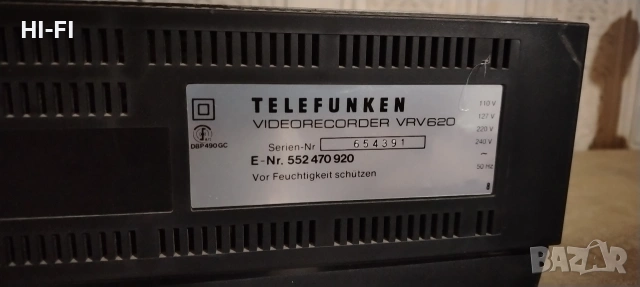 HI-FI
TELEFUNKEN
VIDEORECORDER VRV620
DBP490GC
Serien-Nr 654391
E-Nr. 552 470 920
Vor Feuchtigkeit schützen
110 V
127 V
220 V
240 V
~
50 Hz
BAZAR